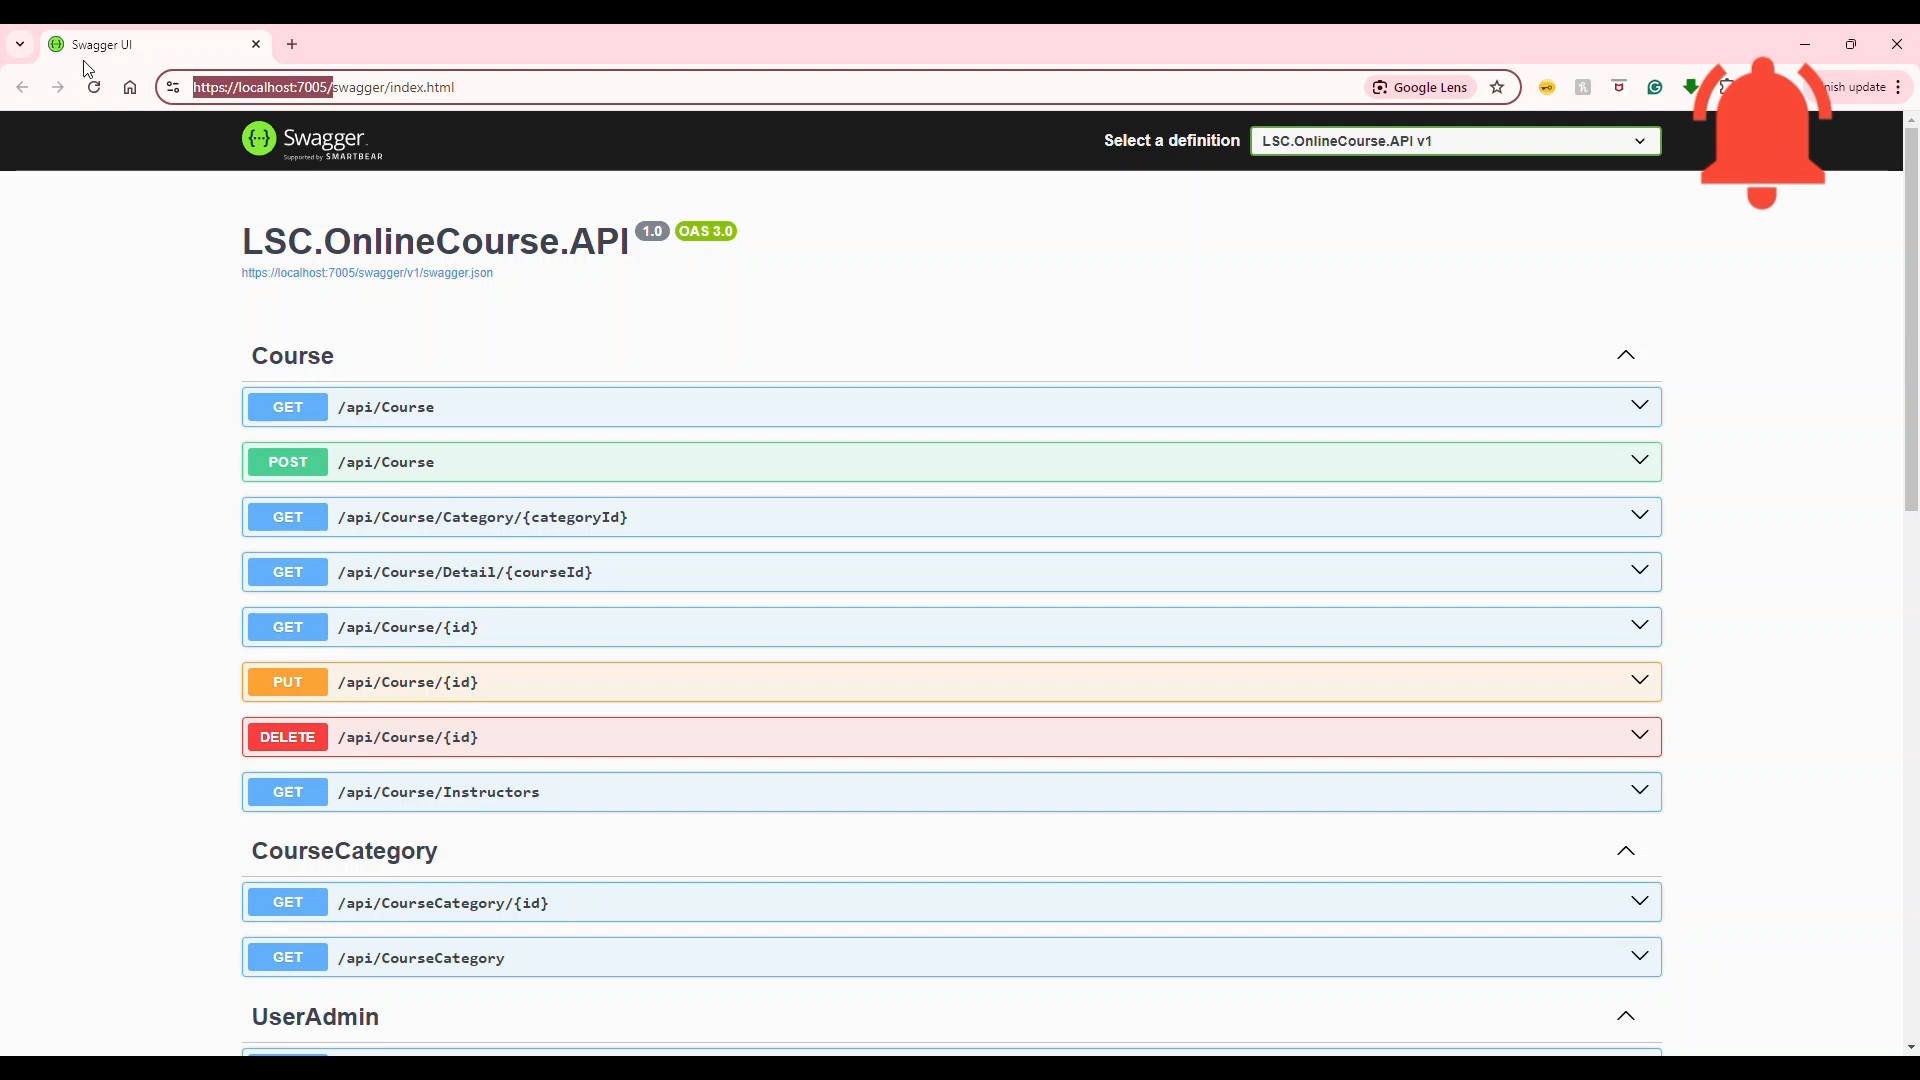 Swagger UI
https://localhost:7005/swagger/index.html
Google Lens
nish update
{···} Swagger
Supported by SMARTBEAR
Select a definition
LSC.OnlineCourse.API v1
LSC.OnlineCourse.API 1.0 OAS 3.0
https://localhost:7005/swagger/v1/swagger.json
Course
GET /api/Course
POST /api/Course
GET /api/Course/Category/{categoryId}
GET /api/Course/Detail/{courseId}
GET /api/Course/{id}
PUT /api/Course/{id}
DELETE /api/Course/{id}
GET /api/Course/Instructors
CourseCategory
GET /api/CourseCategory/{id}
GET /api/CourseCategory
UserAdmin